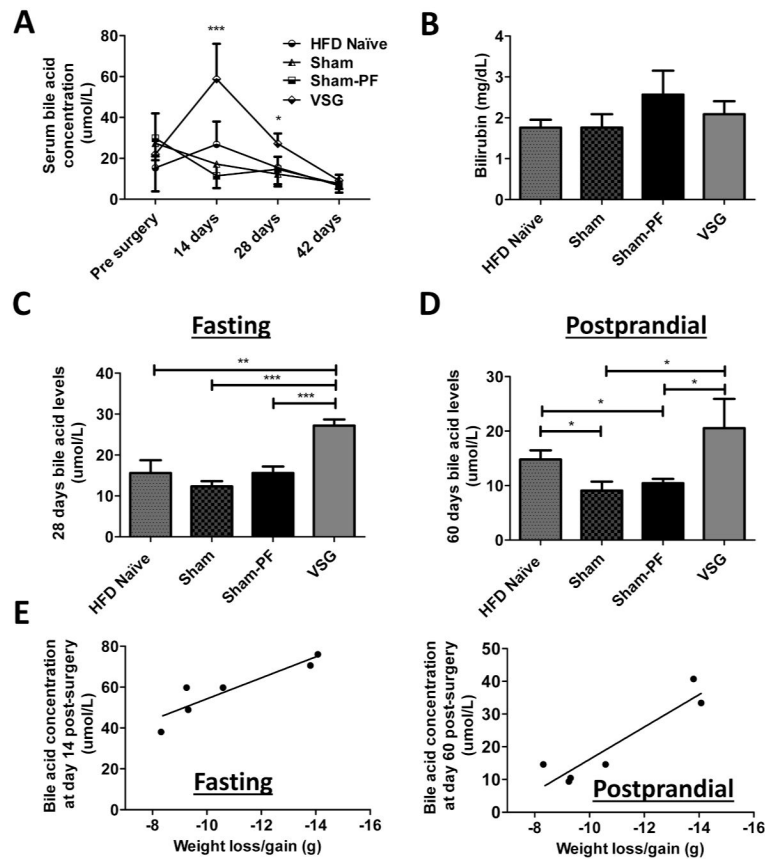 A
Serum bile acid
concentration
(umol/L)
80
60
40
20
0
***
*
HFD Naïve
Sham
Sham-PF
VSG
Pre surgery
14 days
28 days
42 days
B
Bilirubin (mg/dL)
4
3
2
1
0
HFD Naïve
Sham
Sham-PF
VSG
C
Fasting
28 days bile acid levels
(umol/L)
40
30
20
10
0
**
***
***
HFD Naïve
Sham
Sham-PF
VSG
D
Postprandial
60 days bile acid levels
(umol/L)
30
20
10
0
*
*
*
*
HFD Naïve
Sham
Sham-PF
VSG
E
Bile acid concentration
at day 14 post-surgery
(umol/L)
80
60
40
20
0
Fasting
-8
-10
-12
-14
-16
Weight loss/gain (g)
Bile acid concentration
at day 60 post-surgery
(umol/L)
50
40
30
20
10
0
Postprandial
-8
-10
-12
-14
-16
Weight loss/gain (g)